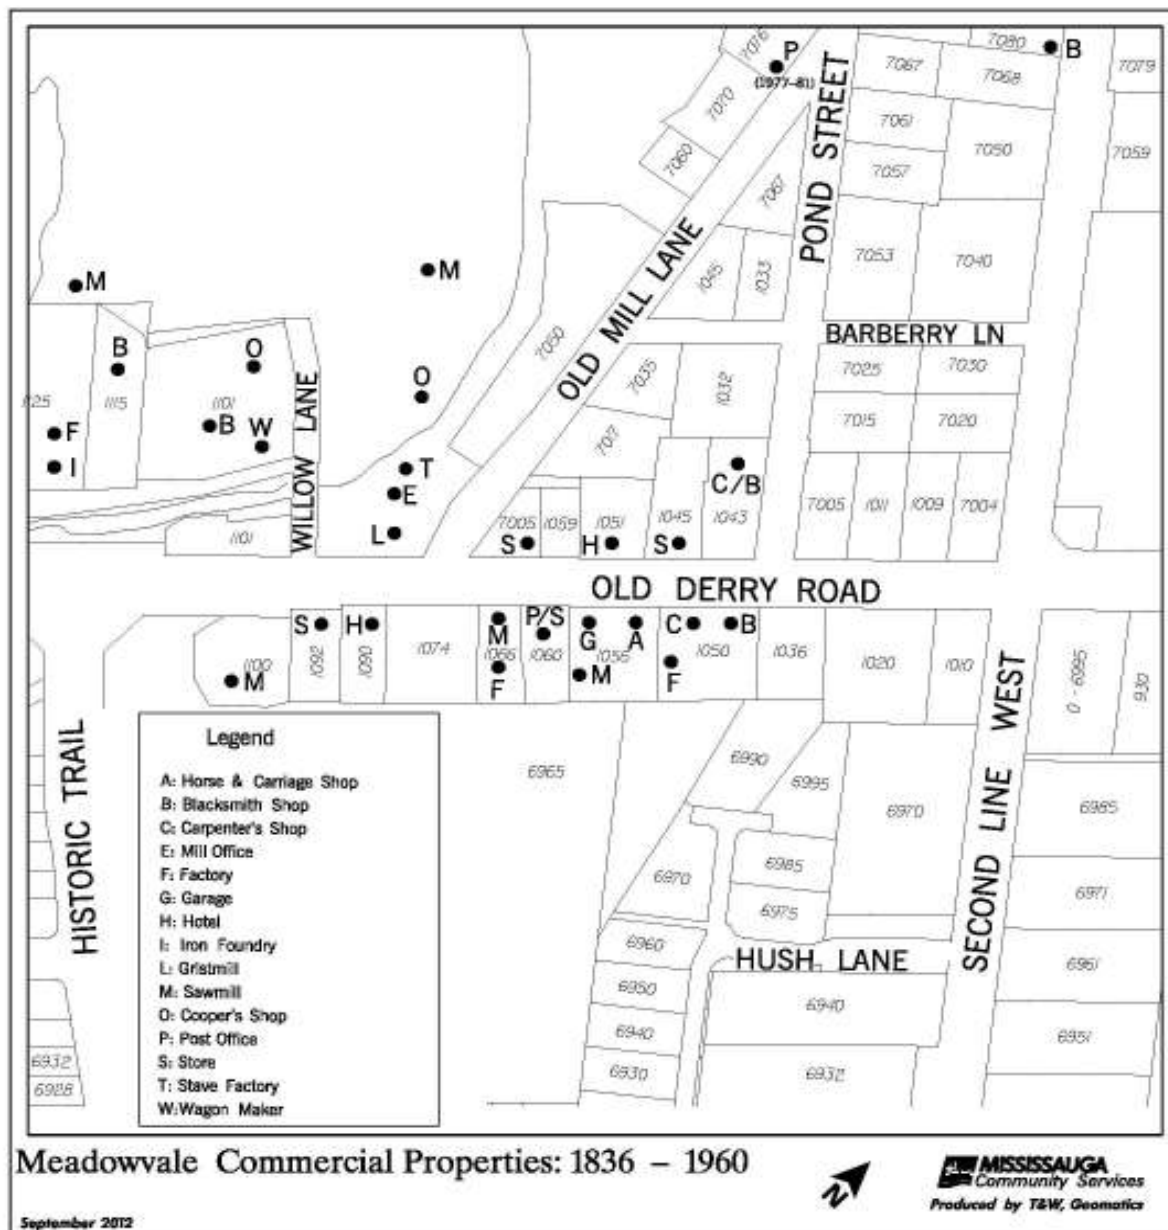 7076
P
(1977-81)
7070
7060
POND STREET
7067
7080
B
7068
7079
7061
7050
7059
7057
7067
7053
7040
1045
1033
OLD MILL LANE
BARBERRY LN
M
M
7050
B
O
O
1125
1115
1101
WILLOW LANE
F
B
W
I
T
E
L
1101
7035
1032
7025
7030
7015
7020
7017
C/B
7005
1059
1051
1045
1043
7005
1011
1009
7004
S
H
S
OLD DERRY ROAD
S
H
M
P/S
G
A
C
B
1100
1092
1090
1074
1066
1060
1056
1050
1036
1020
1010
0-6995
930
M
F
M
F
HISTORIC TRAIL
SECOND LINE WEST
Legend
A: Horse & Carriage Shop
B: Blacksmith Shop
C: Carpenter's Shop
E: Mill Office
F: Factory
G: Garage
H: Hotel
I: Iron Foundry
L: Gristmill
M: Sawmill
O: Cooper's Shop
P: Post Office
S: Store
T: Stave Factory
W: Wagon Maker
6965
6990
6995
6970
6985
6970
6985
6975
6971
6960
HUSH LANE
6961
6950
6940
6940
6951
6930
6932
6932
6928
Meadowvale Commercial Properties: 1836 – 1960
N
MISSISSAUGA
Community Services
Produced by T&W, Geomatics
September 2012